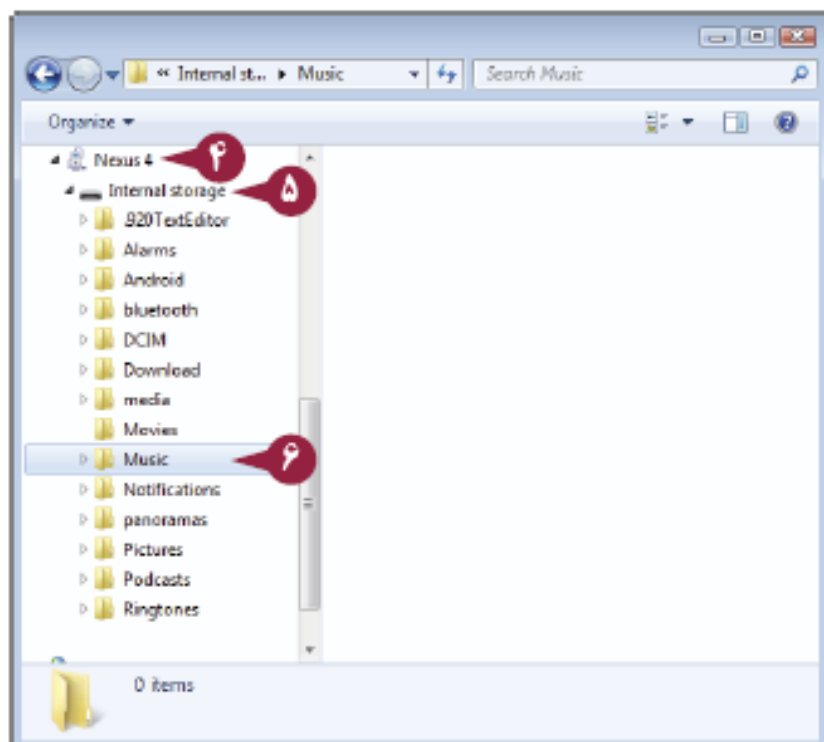 « Internal st... ▸ Music
Search Music
Organize
Nexus 4 ۴
Internal storage ۵
.920TextEditor
Alarms
Android
bluetooth
DCIM
Download
media
Movies
Music ۶
Notifications
panoramas
Pictures
Podcasts
Ringtones
0 items